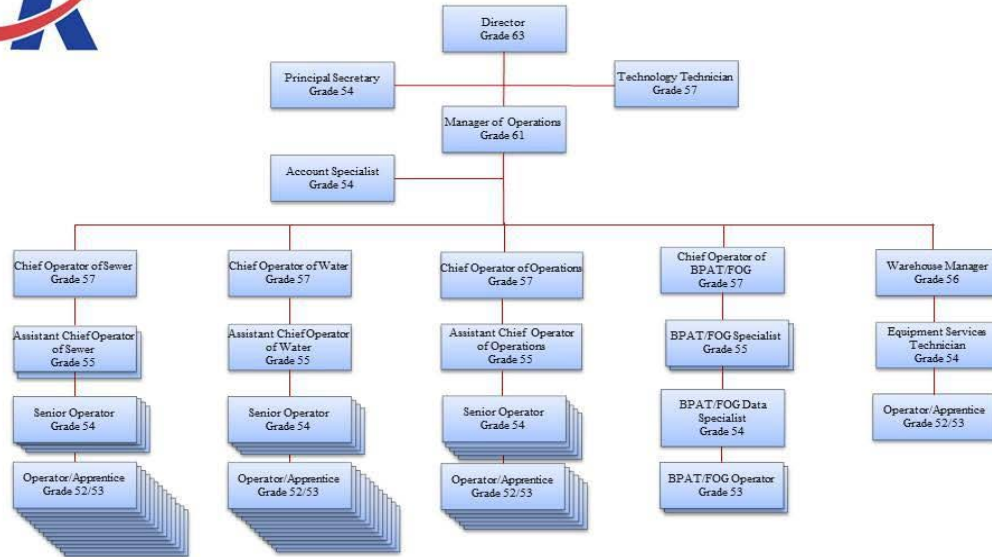 Director
Grade 63
Principal Secretary
Grade 54
Technology Technician
Grade 57
Manager of Operations
Grade 61
Account Specialist
Grade 54
Chief Operator of Sewer
Grade 57
Chief Operator of Water
Grade 57
Chief Operator of Operations
Grade 57
Chief Operator of
BPAT/FOG
Grade 57
Warehouse Manager
Grade 56
Assistant Chief Operator
of Sewer
Grade 55
Assistant Chief Operator
of Water
Grade 55
Assistant Chief Operator
of Operations
Grade 55
BPAT/FOG Specialist
Grade 55
Equipment Services
Technician
Grade 54
Senior Operator
Grade 54
Senior Operator
Grade 54
Senior Operator
Grade 54
BPAT/FOG Data
Specialist
Grade 54
Operator/Apprentice
Grade 52/53
Operator/Apprentice
Grade 52/53
Operator/Apprentice
Grade 52/53
Operator/Apprentice
Grade 52/53
BPAT/FOG Operator
Grade 53